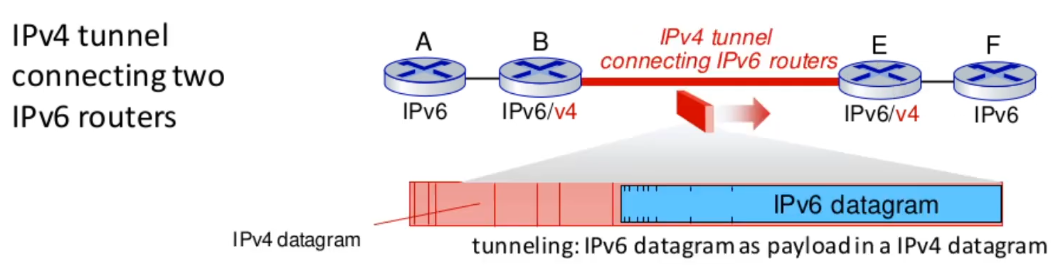 IPv4 tunnel
connecting two
IPv6 routers
A
B
IPv4 tunnel
connecting IPv6 routers
E
F
IPv6
IPv6/v4
IPv6/v4
IPv6
IPv6 datagram
IPv4 datagram
tunneling: IPv6 datagram as payload in a IPv4 datagram